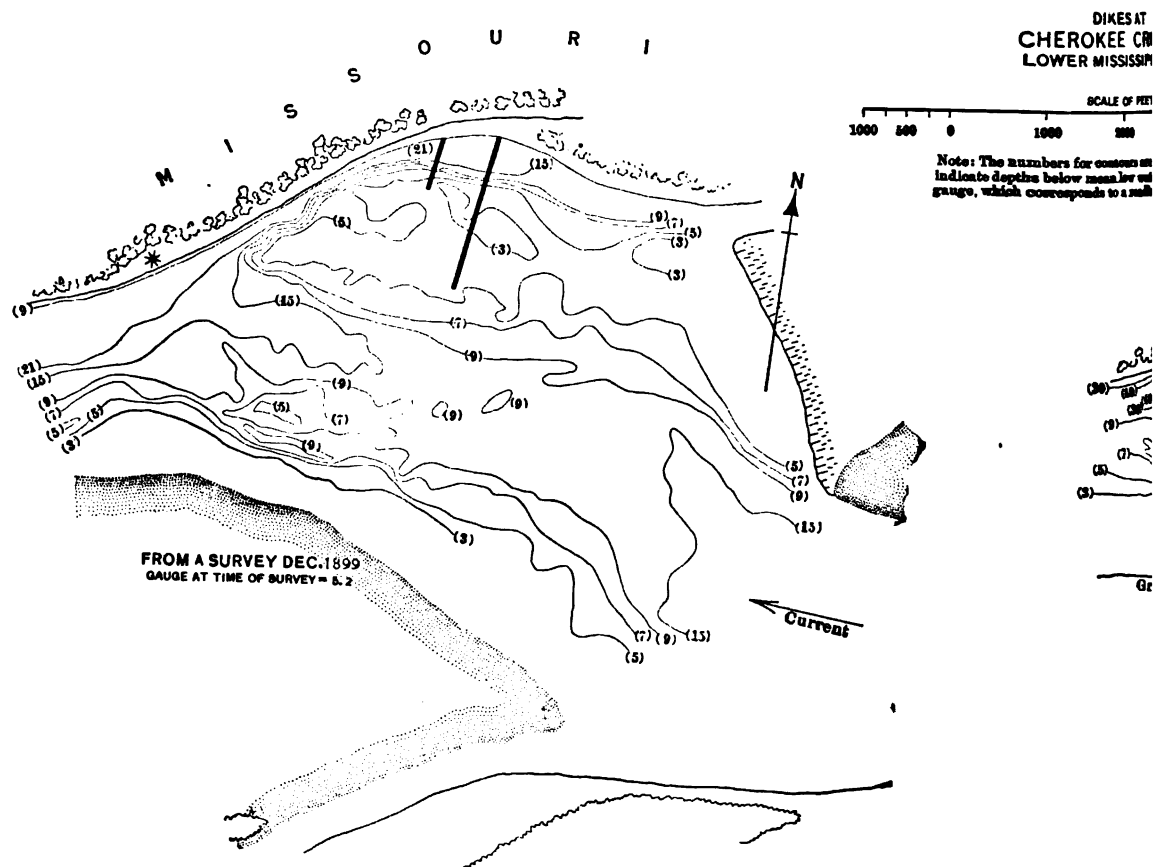 DIKES AT
CHEROKEE
LOWER
SCALE OF
1000 500 0 1000
Note: The numbers for contours
indicate depths below mean low
gauge, which corresponds to a
MISSOURI
N
(21)
(15)
(5)
(3)
(9)
(7)
(5)
(3)
(3)
(15)
(7)
(9)
(9)
(21)
(15)
(9)
(7)
(5)
(5)
(3)
(9)
(5)
(7)
(9)
(9)
(9)
(3)
(5)
(7)
(9)
(15)
(7) (9) (15)
(5)
(9)
(7)
(5)
(3)
FROM A SURVEY DEC. 1899
GAUGE AT TIME OF SURVEY = 5.2
Current